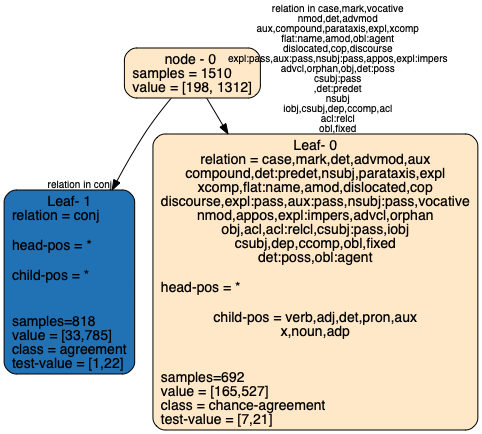 relation in case,mark,vocative
nmod,det,advmod
aux,compound,parataxis,expl,xcomp
flat:name,amod,obl:agent
dislocated,cop,discourse
expl:pass,aux:pass,nsubj:pass,appos,expl:impers
advcl,orphan,obj,det:poss
csubj:pass
,det:predet
nsubj
iobj,csubj,dep,ccomp,acl
acl:relcl
obl,fixed
node - 0
samples = 1510
value = [198, 1312]
relation in conj
Leaf- 1
relation = conj
head-pos = *
child-pos = *
samples=818
value = [33,785]
class = agreement
test-value = [1,22]
Leaf- 0
relation = case,mark,det,advmod,aux
compound,det:predet,nsubj,parataxis,expl
xcomp,flat:name,amod,dislocated,cop
discourse,expl:pass,aux:pass,nsubj:pass,vocative
nmod,appos,expl:impers,advcl,orphan
obj,acl,acl:relcl,csubj:pass,iobj
csubj,dep,ccomp,obl,fixed
det:poss,obl:agent
head-pos = *
child-pos = verb,adj,det,pron,aux
x,noun,adp
samples=692
value = [165,527]
class = chance-agreement
test-value = [7,21]